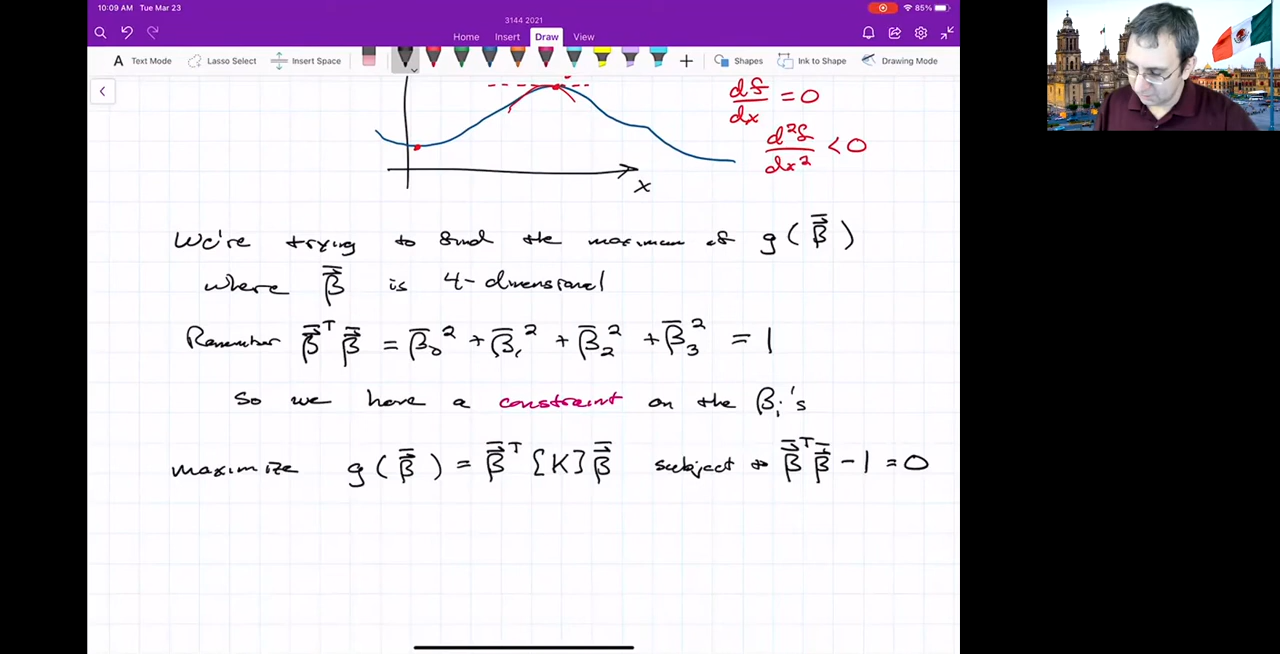 10:09 AM Tue Mar 23
85%
3144 2021
Home Insert Draw View
Text Mode Lasso Select Insert Space Shapes Ink to Shape Drawing Mode
df/dx = 0
d²f/dx² < 0
x
We're trying to find the maximum of g(β̄⃗)
where β̄⃗ is 4-dimensional
Remember β̄⃗ᵀ β̄⃗ = β̄₀² + β̄₁² + β̄₂² + β̄₃² = 1
So we have a constraint on the βᵢ's
maximize g(β̄⃗) = β̄⃗ᵀ [K] β̄⃗ subject to β̄⃗ᵀ β̄⃗ - 1 = 0